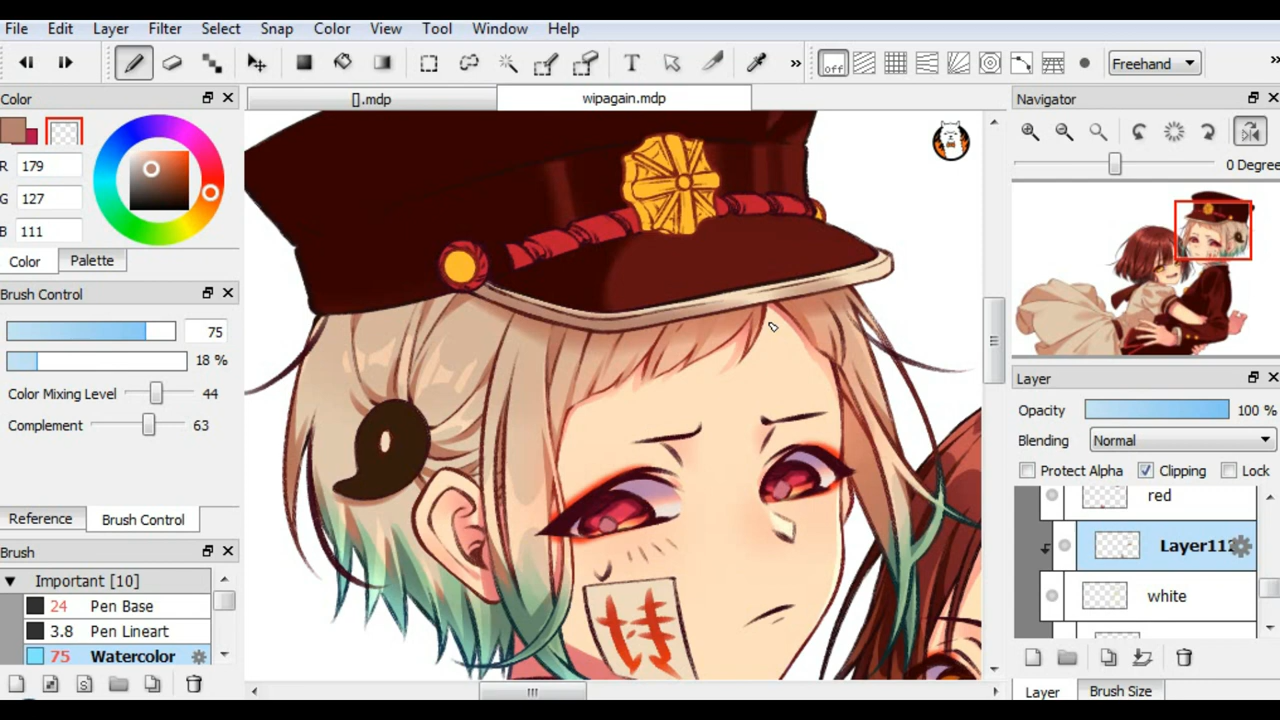 File Edit Layer Filter Select Snap Color View Tool Window Help
T off Freehand
Color
[].mdp wipagain.mdp
Navigator
R 179
G 127
B 111
0 Degree
Color Palette
Brush Control
75
18 %
Color Mixing Level 44
Complement 63
Reference Brush Control
Brush
Important [10]
24 Pen Base
3.8 Pen Lineart
75 Watercolor
Layer
Opacity 100 %
Blending Normal
Protect Alpha Clipping Lock
red
Layer112
white
Layer Brush Size